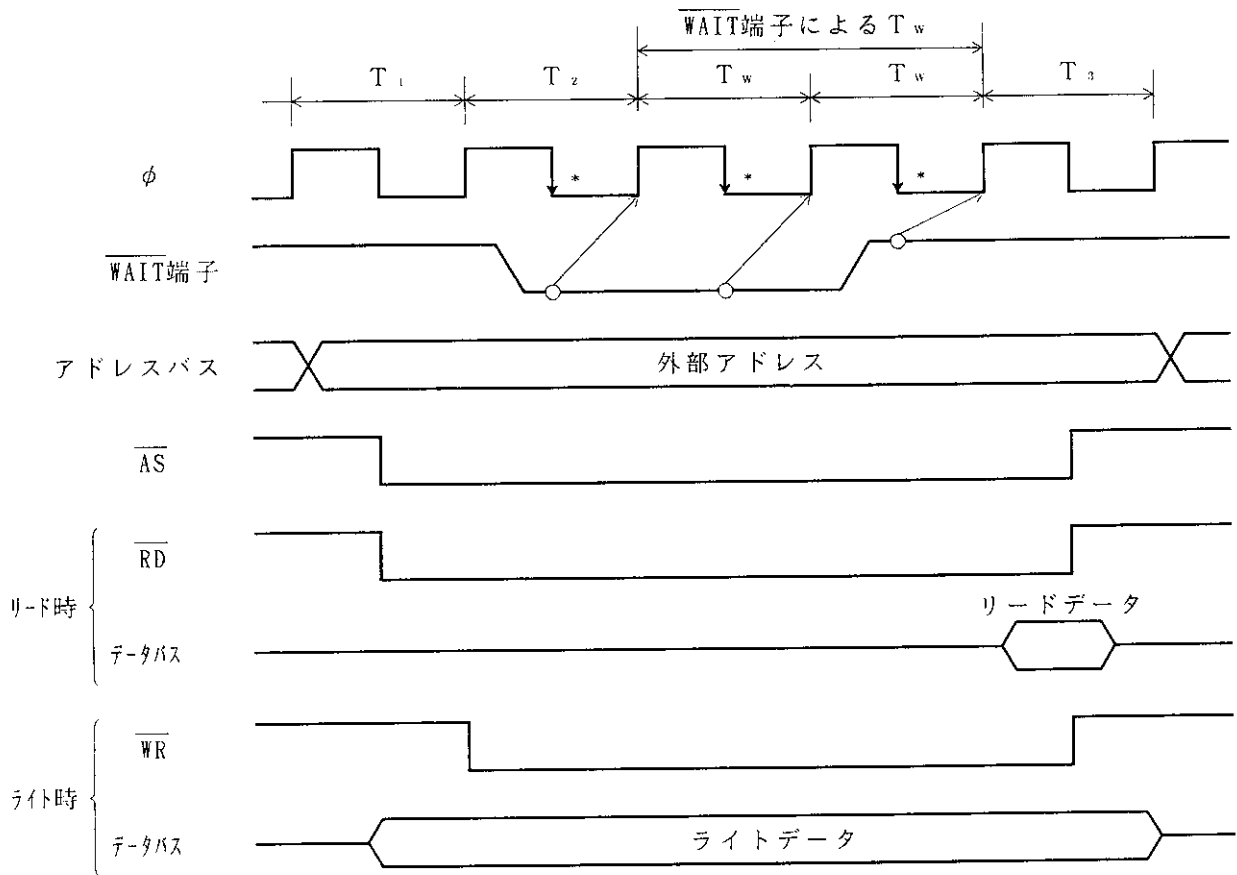 WAIT端子によるTw
T1 T2 Tw Tw T3
φ * * *
WAIT端子
アドレスバス 外部アドレス
AS
リード時 RD
リードデータ
データバス
ライト時 WR
データバス ライトデータ